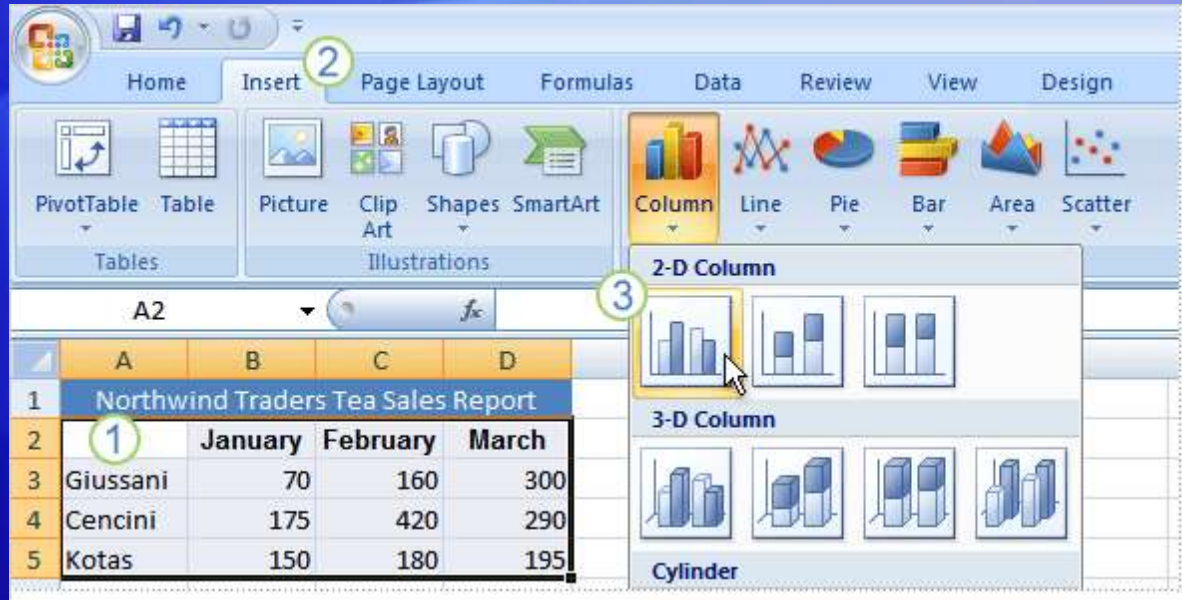 2
Home Insert Page Layout Formulas Data Review View Design
PivotTable Table Picture Clip Art Shapes SmartArt Column Line Pie Bar Area Scatter
Tables Illustrations
2-D Column
3
A2 fx
A B C D
1 Northwind Traders Tea Sales Report
3-D Column
2 1 January February March
3 Giussani 70 160 300
4 Cencini 175 420 290
5 Kotas 150 180 195
Cylinder